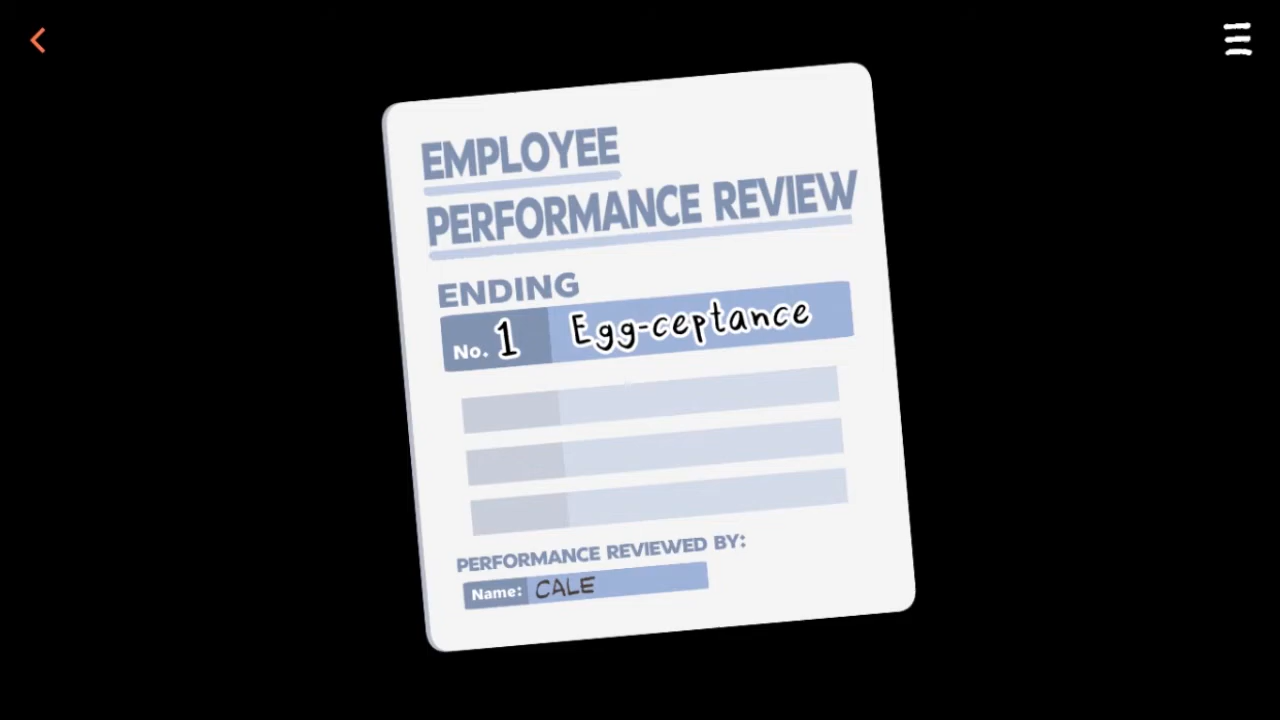 EMPLOYEE
PERFORMANCE REVIEW
ENDING
No. 1 Egg-ceptance
PERFORMANCE REVIEWED BY:
Name: CALE